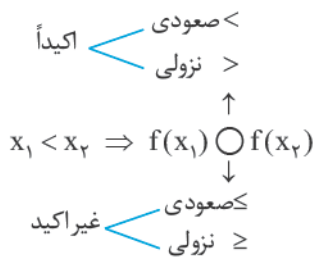 صعودی <
اکیداً
نزولی >
↑
x₁ < x₂ ⇒ f(x₁) ○ f(x₂)
↓
صعودی ≤
غیراکید
نزولی ≥